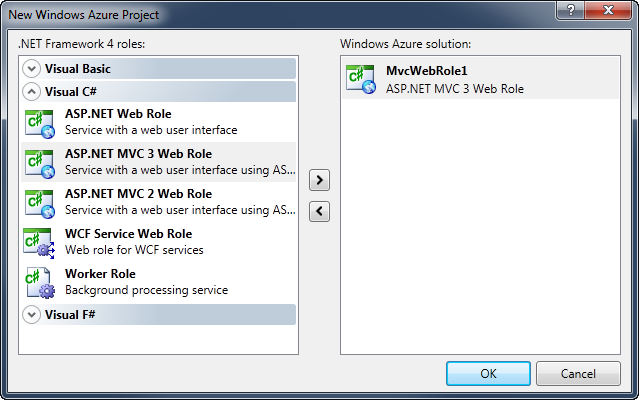 New Windows Azure Project
.NET Framework 4 roles:
Windows Azure solution:
Visual Basic
Visual C#
ASP.NET Web Role
Service with a web user interface
ASP.NET MVC 3 Web Role
Service with a web user interface using AS...
ASP.NET MVC 2 Web Role
Service with a web user interface using AS...
WCF Service Web Role
Web role for WCF services
Worker Role
Background processing service
Visual F#
MvcWebRole1
ASP.NET MVC 3 Web Role
OK
Cancel